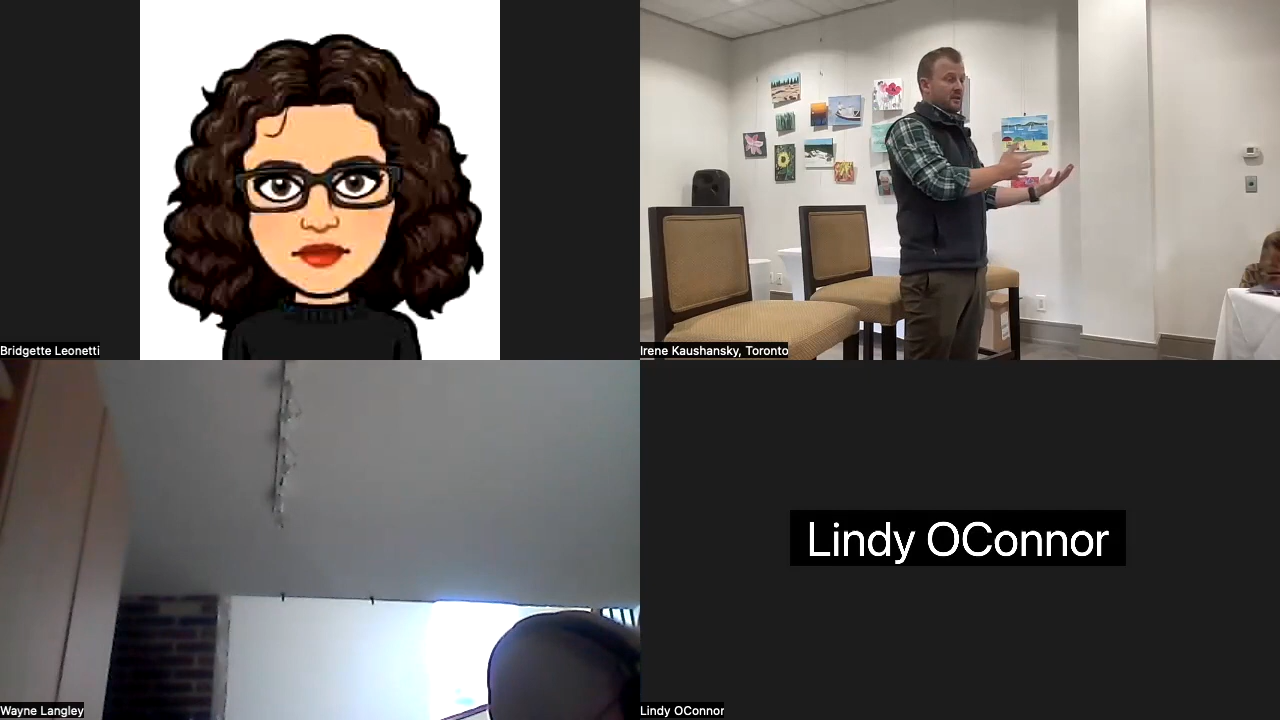 Bridgette Leonetti
Irene Kaushansky, Toronto
Lindy OConnor
Wayne Langley
Lindy OConnor